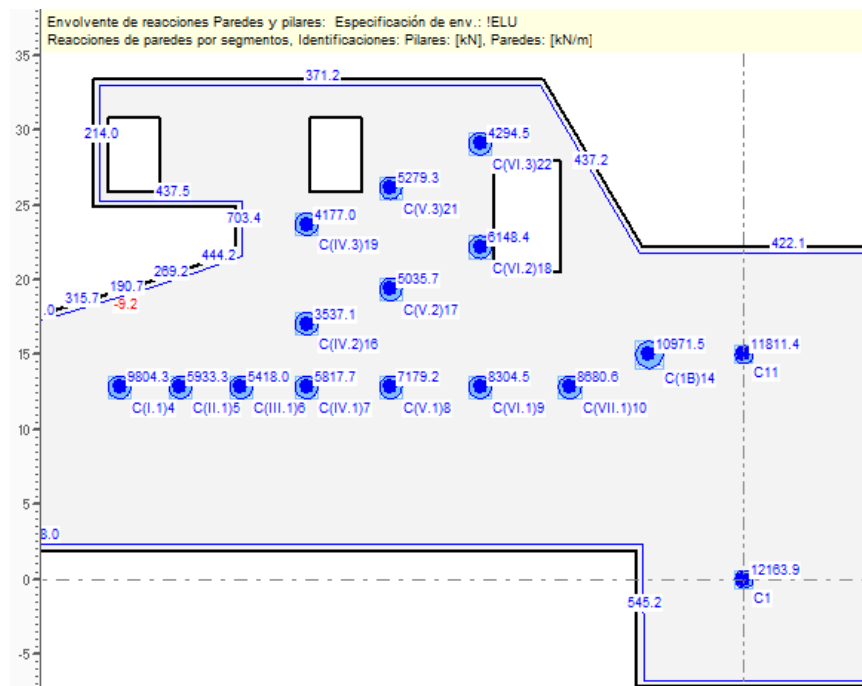 Envolvente de reacciones Paredes y pilares: Especificación de env.: !ELU
Reacciones de paredes por segmentos, Identificaciones: Pilares: [kN], Paredes: [kN/m]
35
371.2
30
214.0
4294.5
437.2
C(VI.3)22
5279.3
437.5
C(V.3)21
25
703.4
4177.0
C(IV.3)19
6148.4
422.1
444.2
C(VI.2)18
269.2
20
190.7
5035.7
315.7
-9.2
C(V.2)17
.0
3537.1
C(IV.2)16
15
10971.5
11811.4
C(1B)14
C11
9804.3
5933.3
5418.0
5817.7
7179.2
8304.5
8680.6
C(I.1)4
C(II.1)5
C(III.1)6
C(IV.1)7
C(V.1)8
C(VI.1)9
C(VII.1)10
10
5
8.0
0
12163.9
C1
545.2
-5